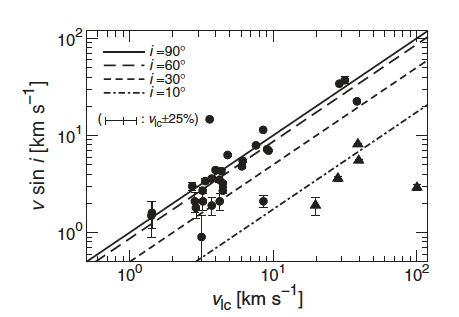 10²
i =90°
i =60°
i =30°
i =10°
( : v_lc±25%)
10¹
v sin i [km s⁻¹]
10⁰
10⁰ 10¹ 10²
v_lc [km s⁻¹]